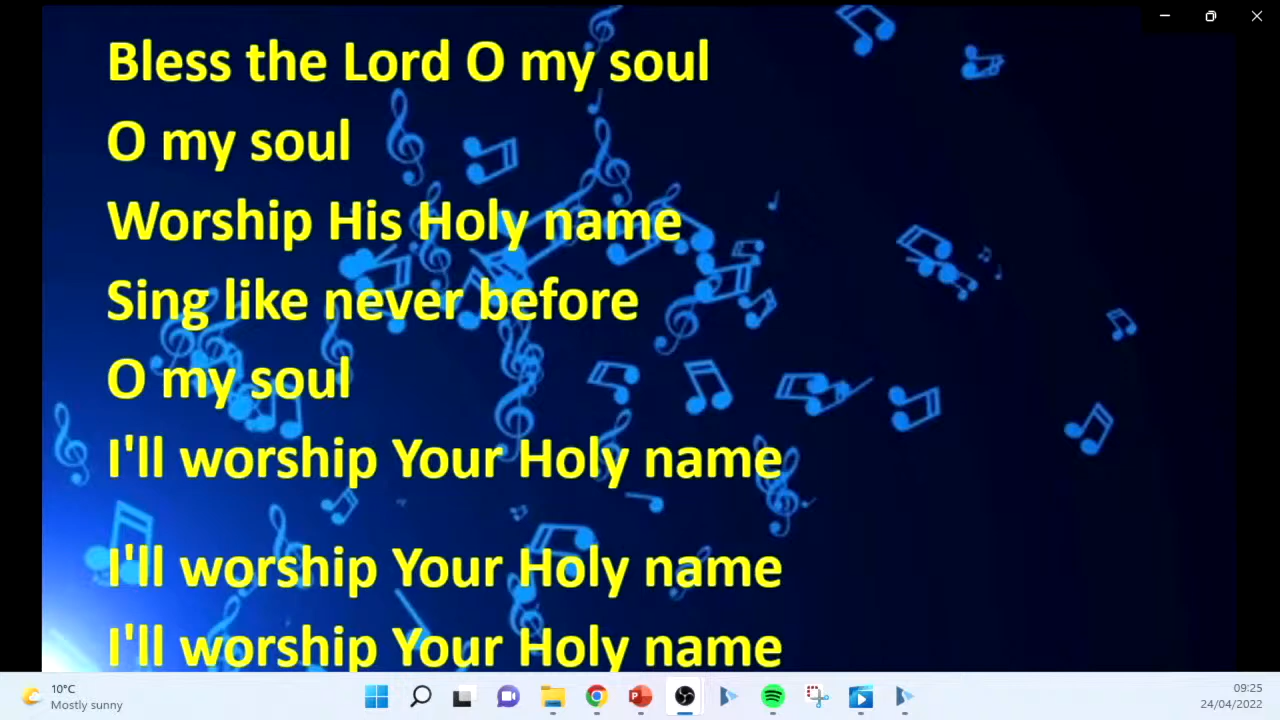 Bless the Lord O my soul
O my soul
Worship His Holy name
Sing like never before
O my soul
I'll worship Your Holy name
I'll worship Your Holy name
I'll worship Your Holy name
10°C
Mostly sunny
09:25
24/04/2022